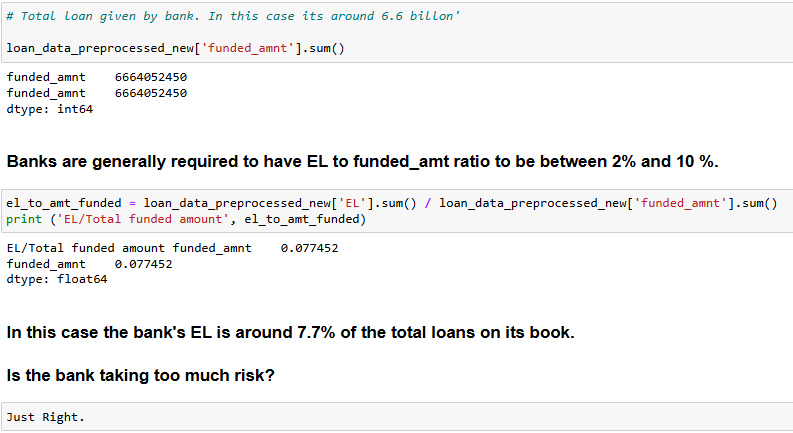 # Total loan given by bank. In this case its around 6.6 billon'
loan_data_preprocessed_new['funded_amnt'].sum()
funded_amnt    6664052450
funded_amnt    6664052450
dtype: int64
Banks are generally required to have EL to funded_amt ratio to be between 2% and 10 %.
el_to_amt_funded = loan_data_preprocessed_new['EL'].sum() / loan_data_preprocessed_new['funded_amnt'].sum()
print ('EL/Total funded amount', el_to_amt_funded)
EL/Total funded amount funded_amnt    0.077452
funded_amnt    0.077452
dtype: float64
In this case the bank's EL is around 7.7% of the total loans on its book.
Is the bank taking too much risk?
Just Right.